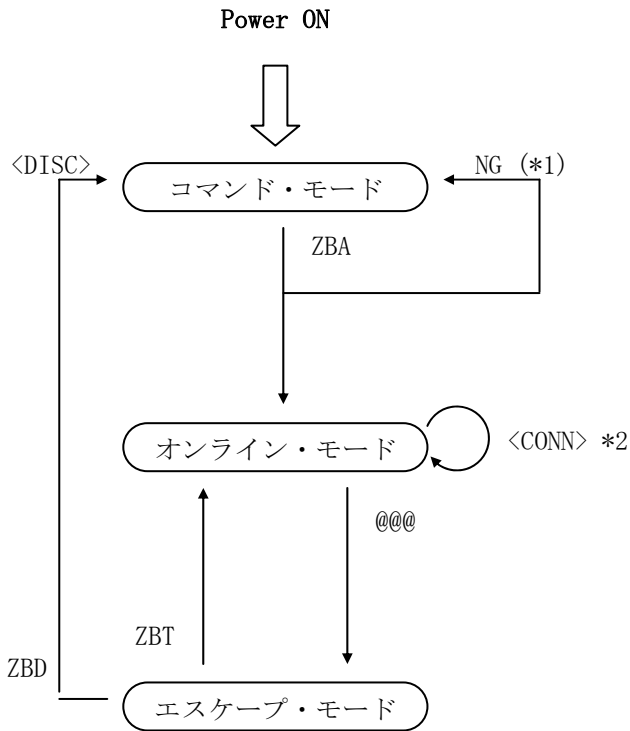 Power ON
<DISC>
NG (*1)
コマンド・モード
ZBA
オンライン・モード
<CONN> *2
@@@
ZBT
ZBD
エスケープ・モード